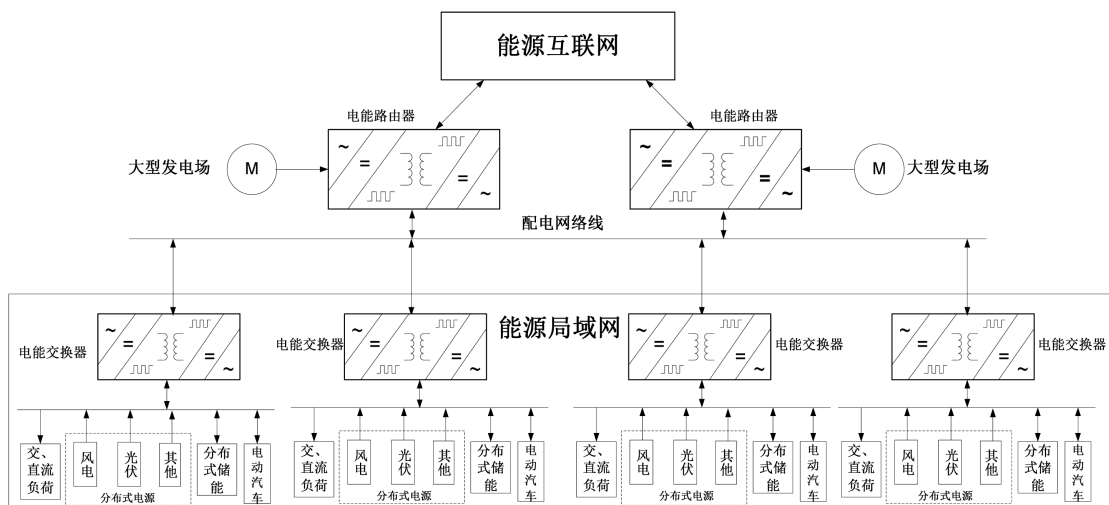 能源互联网
电能路由器
电能路由器
~
=
=
~
~
=
=
~
大型发电场
M
M
大型发电场
配电网络线
能源局域网
~
=
=
~
~
=
=
~
~
=
=
~
~
=
=
~
电能交换器
电能交换器
电能交换器
电能交换器
交、
直流
负荷
风电
光伏
其他
分布式电源
分布
式储
能
电动汽车
交、
直流
负荷
风电
光伏
其他
分布式电源
分布
式储
能
电动汽车
交、
直流
负荷
风电
光伏
其他
分布式电源
分布
式储
能
电动汽车
交、
直流
负荷
风电
光伏
其他
分布式电源
分布
式储
能
电动汽车